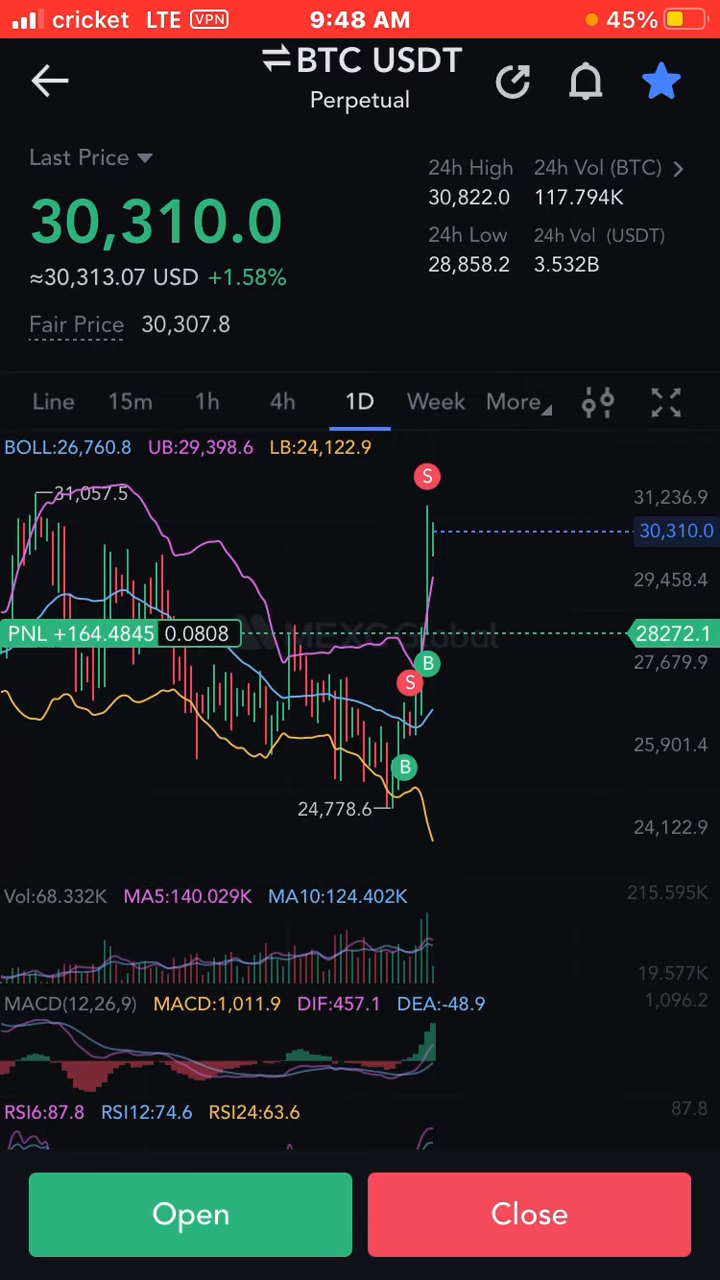 cricket LTE VPN 9:48 AM 45%
BTC USDT
Perpetual
Last Price
30,310.0
≈30,313.07 USD +1.58%
Fair Price 30,307.8
24h High 24h Vol (BTC)
30,822.0 117.794K
24h Low 24h Vol (USDT)
28,858.2 3.532B
Line 15m 1h 4h 1D Week More
BOLL:26,760.8 UB:29,398.6 LB:24,122.9
31,057.5
S
31,236.9
30,310.0
29,458.4
PNL +164.4845 0.0808
MEXC Global
28272.1
B
27,679.9
S
25,901.4
B
24,778.6
24,122.9
Vol:68.332K MA5:140.029K MA10:124.402K
215.595K
19.577K
MACD(12,26,9) MACD:1,011.9 DIF:457.1 DEA:-48.9
1,096.2
RSI6:87.8 RSI12:74.6 RSI24:63.6
87.8
Open
Close